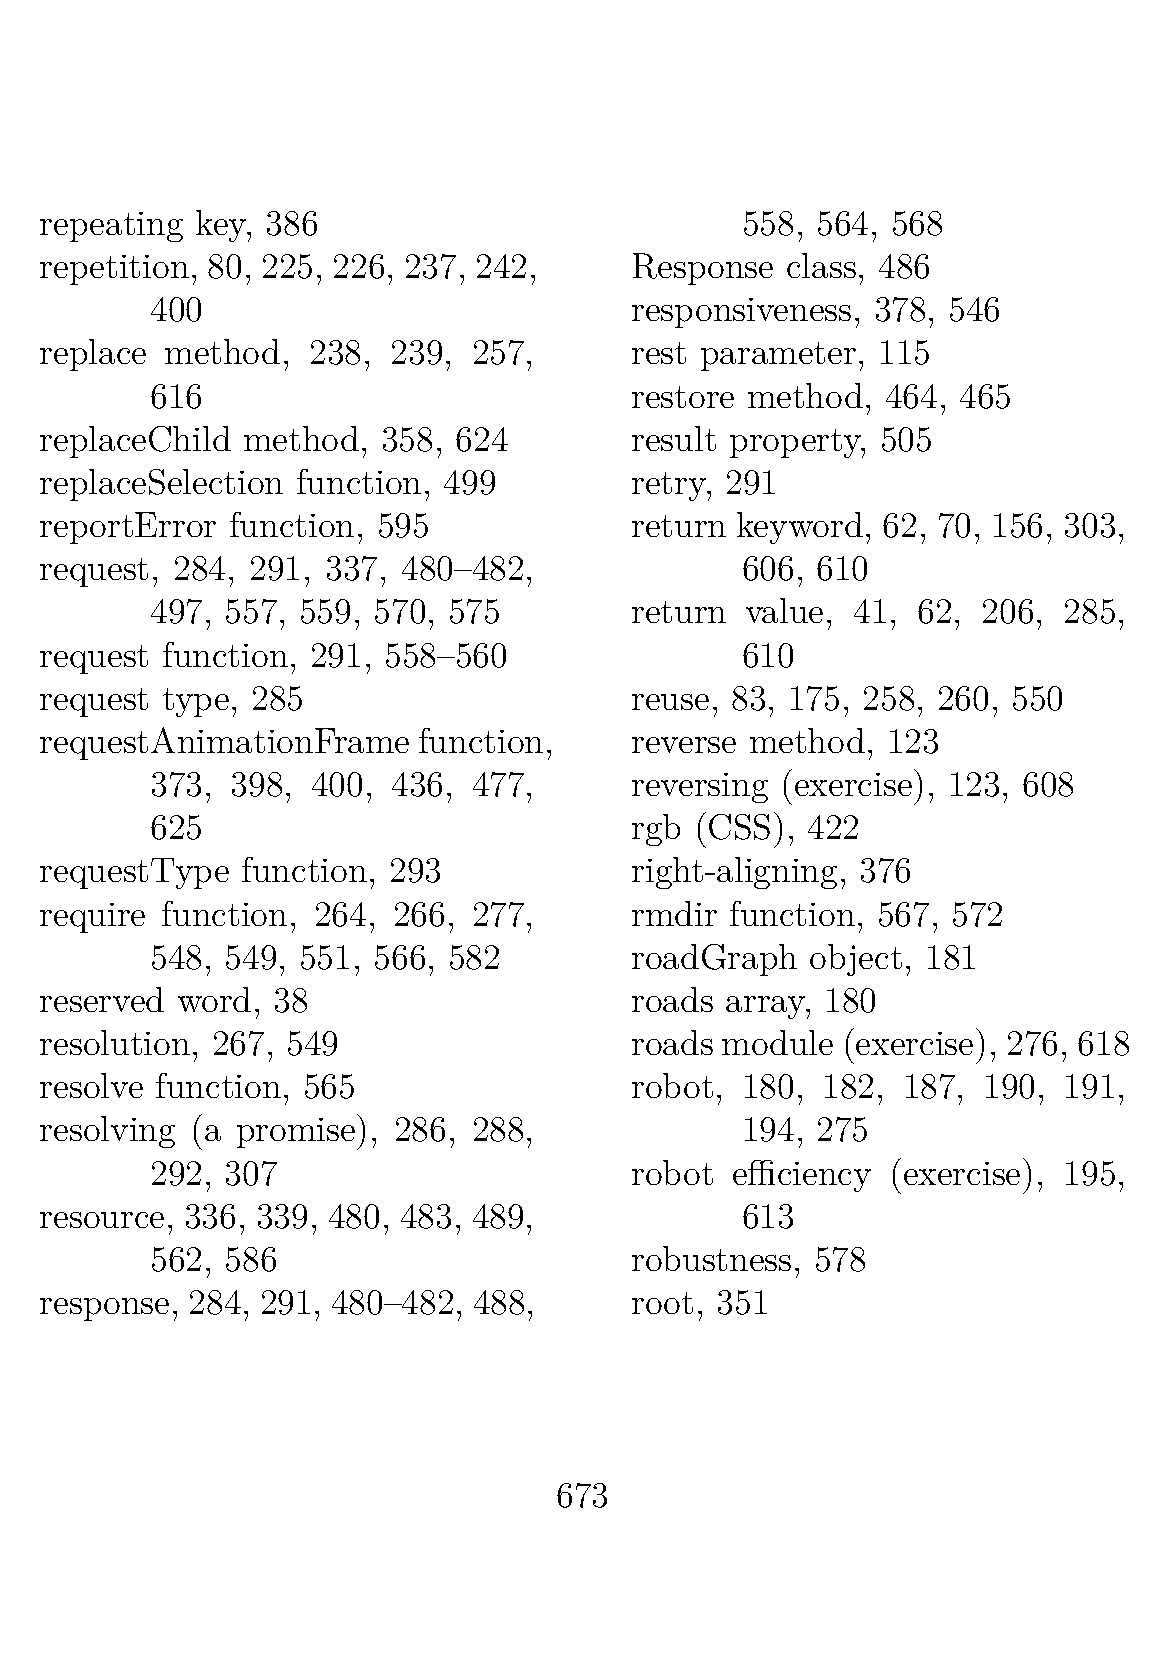 repeating key, 386
repetition, 80, 225, 226, 237, 242,
400
replace method, 238, 239, 257,
616
replaceChild method, 358, 624
replaceSelection function, 499
reportError function, 595
request, 284, 291, 337, 480–482,
497, 557, 559, 570, 575
request function, 291, 558–560
request type, 285
requestAnimationFrame function,
373, 398, 400, 436, 477,
625
requestType function, 293
require function, 264, 266, 277,
548, 549, 551, 566, 582
reserved word, 38
resolution, 267, 549
resolve function, 565
resolving (a promise), 286, 288,
292, 307
resource, 336, 339, 480, 483, 489,
562, 586
response, 284, 291, 480–482, 488,
558, 564, 568
Response class, 486
responsiveness, 378, 546
rest parameter, 115
restore method, 464, 465
result property, 505
retry, 291
return keyword, 62, 70, 156, 303,
606, 610
return value, 41, 62, 206, 285,
610
reuse, 83, 175, 258, 260, 550
reverse method, 123
reversing (exercise), 123, 608
rgb (CSS), 422
right-aligning, 376
rmdir function, 567, 572
roadGraph object, 181
roads array, 180
roads module (exercise), 276, 618
robot, 180, 182, 187, 190, 191,
194, 275
robot efficiency (exercise), 195,
613
robustness, 578
root, 351
673